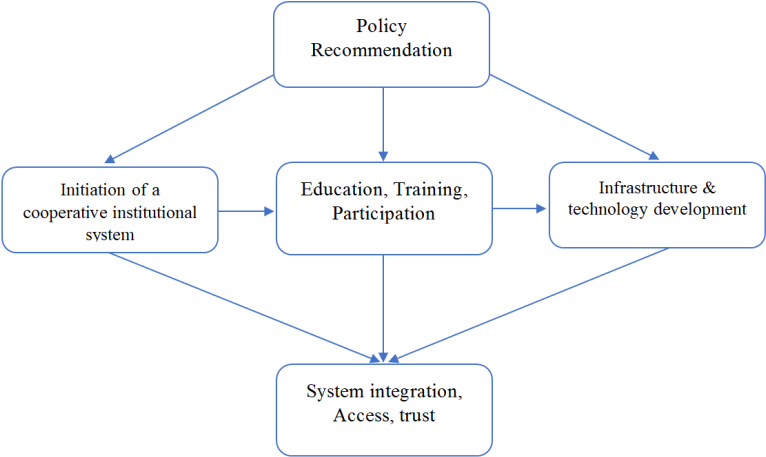 Policy
Recommendation
Initiation of a
cooperative institutional
system
Education, Training,
Participation
Infrastructure &
technology development
System integration,
Access, trust